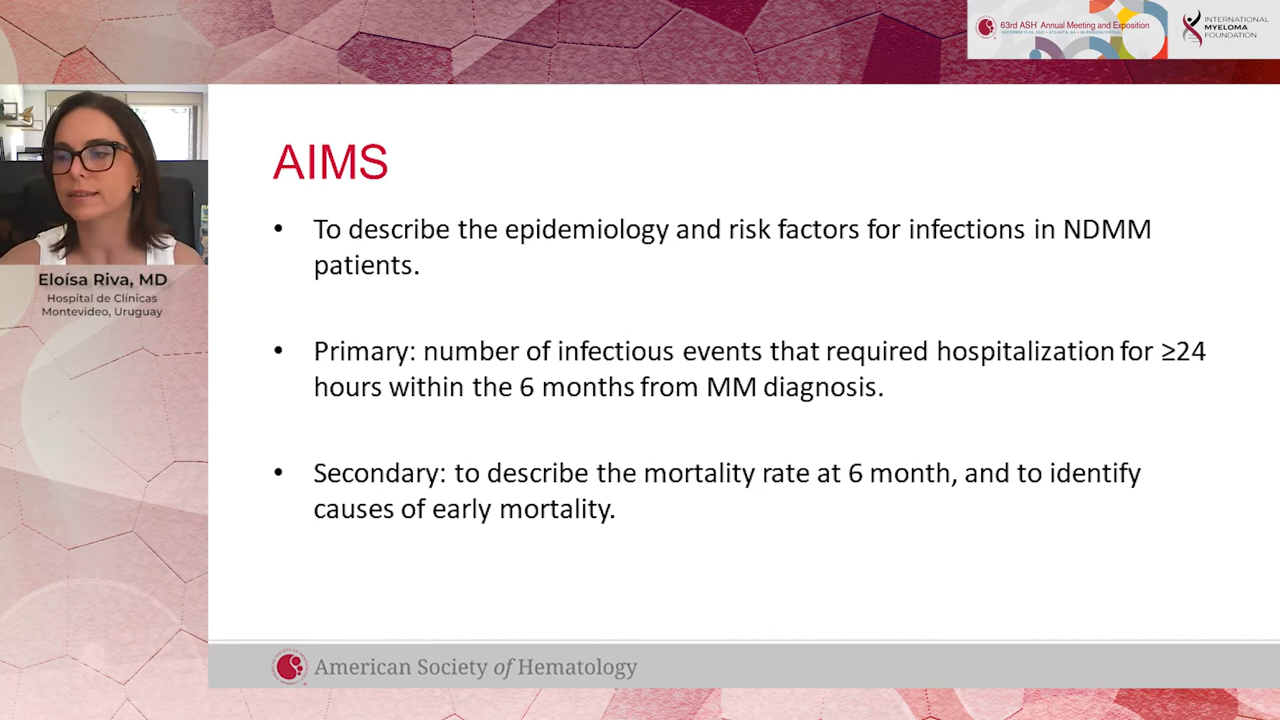 63rd ASH Annual Meeting and Exposition
DECEMBER 11-14, 2021 • ATLANTA, GA • IN-PERSON/VIRTUAL
INTERNATIONAL
MYELOMA
FOUNDATION
Eloísa Riva, MD
Hospital de Clínicas
Montevideo, Uruguay
AIMS
• To describe the epidemiology and risk factors for infections in NDMM
patients.
• Primary: number of infectious events that required hospitalization for ≥24
hours within the 6 months from MM diagnosis.
• Secondary: to describe the mortality rate at 6 month, and to identify
causes of early mortality.
American Society of Hematology